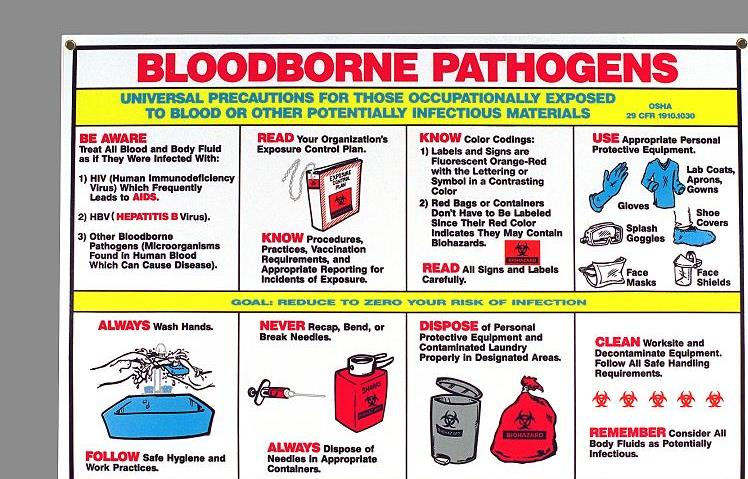 BLOODBORNE PATHOGENS
UNIVERSAL PRECAUTIONS FOR THOSE OCCUPATIONALLY EXPOSED
TO BLOOD OR OTHER POTENTIALLY INFECTIOUS MATERIALS
OSHA
29 CFR 1910.1030
BE AWARE
Treat All Blood and Body Fluid
as if They Were Infected With:
1) HIV (Human Immunodeficiency
Virus) Which Frequently
Leads to AIDS.
2) HBV (HEPATITIS B Virus).
3) Other Bloodborne
Pathogens (Microorganisms
Found in Human Blood
Which Can Cause Disease).
READ Your Organization's
Exposure Control Plan.
EXPOSURE
CONTROL
PLAN
KNOW Procedures,
Practices, Vaccination
Requirements, and
Appropriate Reporting for
Incidents of Exposure.
KNOW Color Codings:
1) Labels and Signs are
Fluorescent Orange-Red
with the Lettering or
Symbol in a Contrasting
Color
2) Red Bags or Containers
Don't Have to Be Labeled
Since Their Red Color
Indicates They May Contain
Biohazards.
BIOHAZARD
READ All Signs and Labels
Carefully.
USE Appropriate Personal
Protective Equipment.
Lab Coats,
Aprons,
Gowns
Gloves
Shoe
Covers
Splash
Goggles
Face
Masks
Face
Shields
GOAL: REDUCE TO ZERO YOUR RISK OF INFECTION
ALWAYS Wash Hands.
FOLLOW Safe Hygiene and
Work Practices.
NEVER Recap, Bend, or
Break Needles.
SHARPS
ALWAYS Dispose of
Needles in Appropriate
Containers.
DISPOSE of Personal
Protective Equipment and
Contaminated Laundry
Properly in Designated Areas.
BIOHAZARD
BIOHAZARD
CLEAN Worksite and
Decontaminate Equipment.
Follow All Safe Handling
Requirements.
REMEMBER Consider All
Body Fluids as Potentially
Infectious.